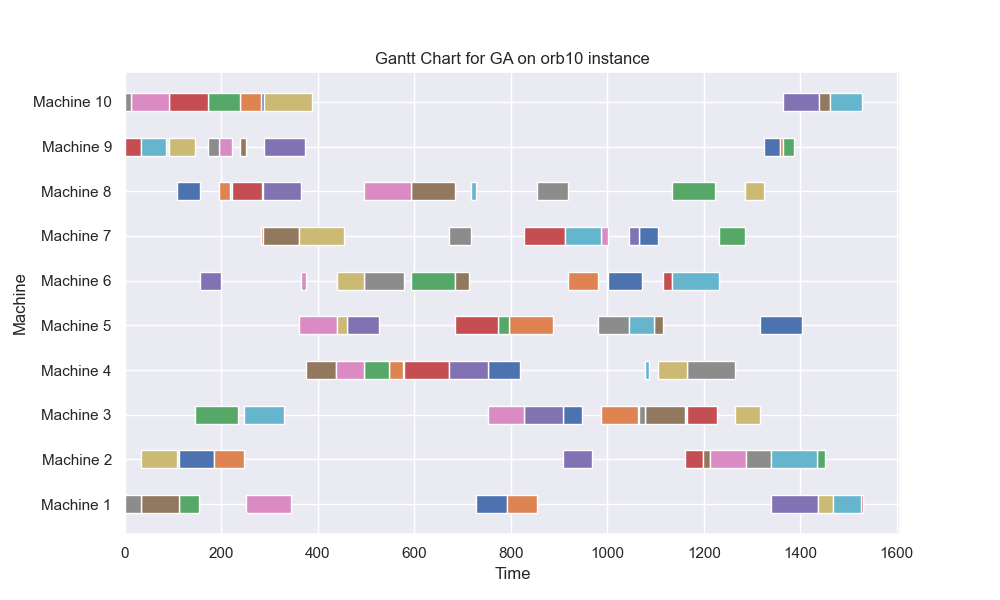 Gantt Chart for GA on orb10 instance
Machine 10
Machine 9
Machine 8
Machine 7
Machine 6
Machine 5
Machine 4
Machine 3
Machine 2
Machine 1
Machine
0 200 400 600 800 1000 1200 1400 1600
Time